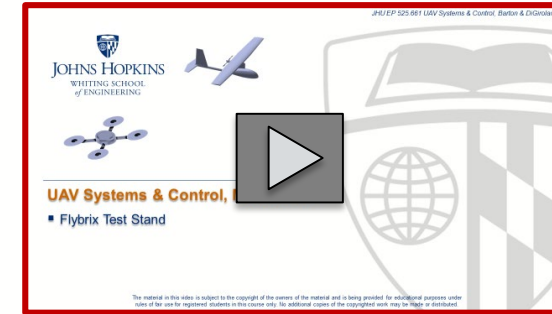 JHU EP 525.661 UAV Systems & Control, Barton &
JOHNS HOPKINS
WHITING SCHOOL
of ENGINEERING
UAV Systems & Control,
▪ Flybrix Test Stand
The material in this video is subject to the copyright of the owners of the material and is being provided for educational purposes under
rules of fair use for registered students in this course only. No additional copies of the copyrighted work may be made or distributed.